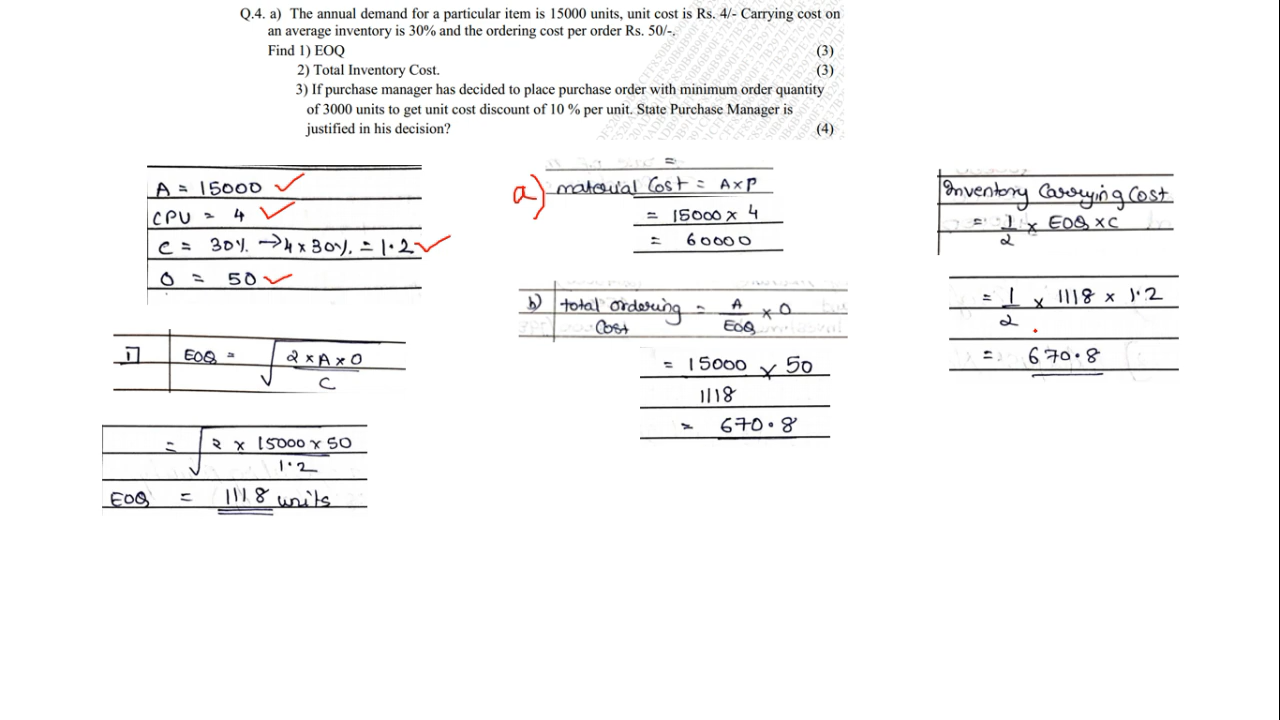 Q.4. a) The annual demand for a particular item is 15000 units, unit cost is Rs. 4/- Carrying cost on
an average inventory is 30% and the ordering cost per order Rs. 50/-.
Find 1) EOQ (3)
2) Total Inventory Cost. (3)
3) If purchase manager has decided to place purchase order with minimum order quantity
of 3000 units to get unit cost discount of 10 % per unit. State Purchase Manager is
justified in his decision? (4)
A = 15000
CPU = 4
C = 30% → 4 x 30% = 1.2
O = 50
1] EOQ = √ 2 x A x O
C
= √ 2 x 15000 x 50
1.2
EOQ = 1118 units
a) material Cost = A x P
= 15000 x 4
= 60000
b) total ordering = A x O
Cost EOQ
= 15000 x 50
1118
= 670.8
Inventory Carrying Cost
= 1 x EOQ x C
2
= 1 x 1118 x 1.2
2
= 670.8